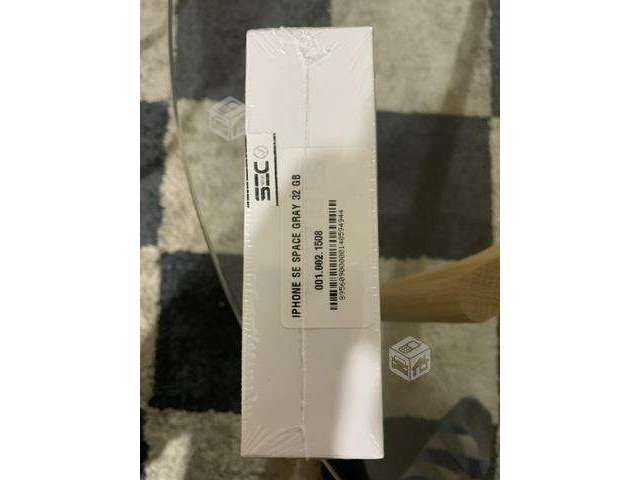 SEC
IPHONE SE SPACE GRAY 32 GB
001.002.1508